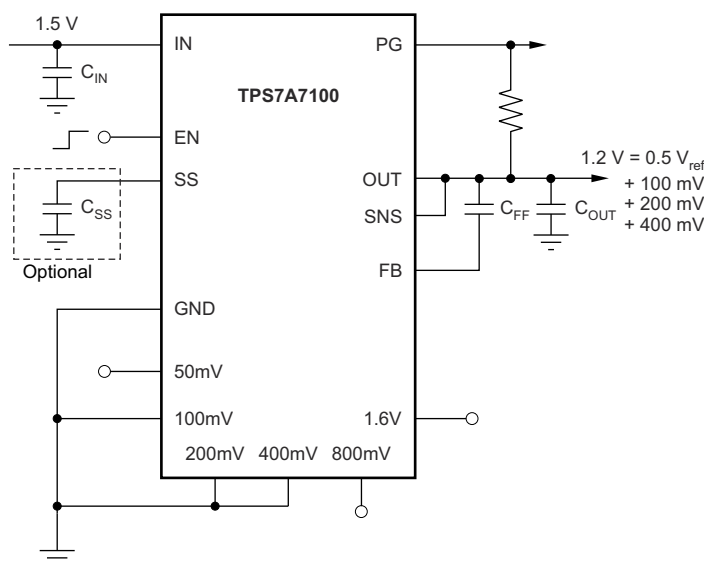 1.5 V
IN
PG
C_IN
TPS7A7100
EN
SS
C_SS
Optional
OUT
SNS
FB
C_FF
C_OUT
1.2 V = 0.5 V_ref
+ 100 mV
+ 200 mV
+ 400 mV
GND
50mV
100mV
1.6V
200mV 400mV 800mV